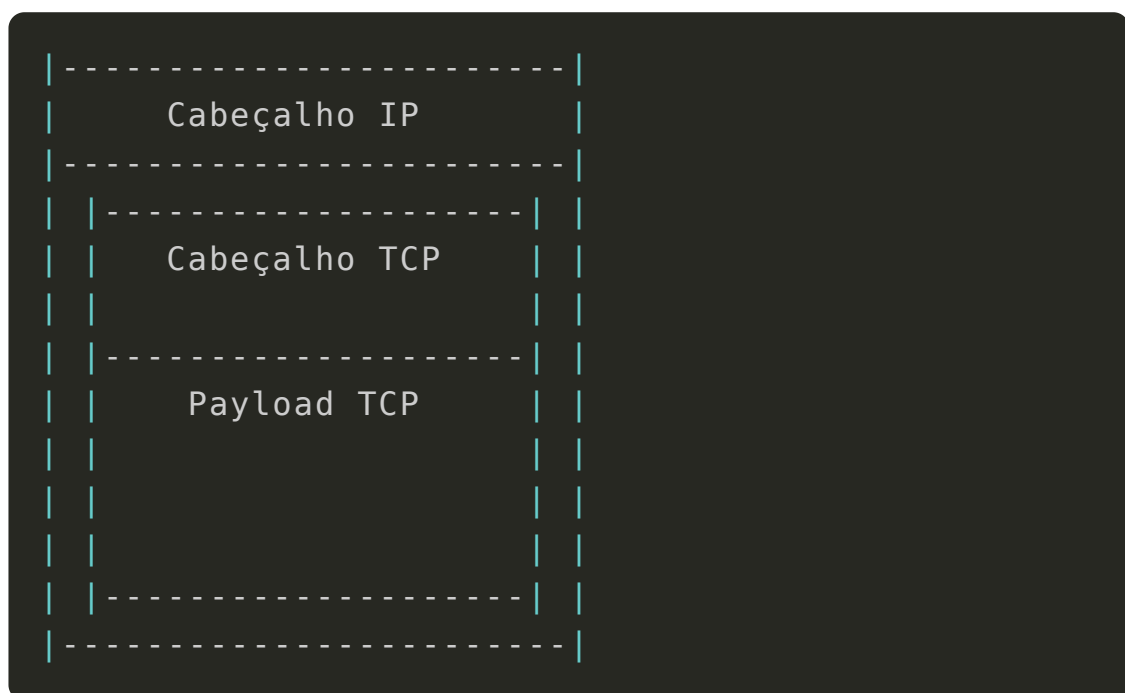 |------------------------|
|     Cabeçalho IP       |
|------------------------|
| |--------------------| |
| |   Cabeçalho TCP    | |
| |                    | |
| |--------------------| |
| |    Payload TCP     | |
| |                    | |
| |                    | |
| |                    | |
| |--------------------| |
|------------------------|